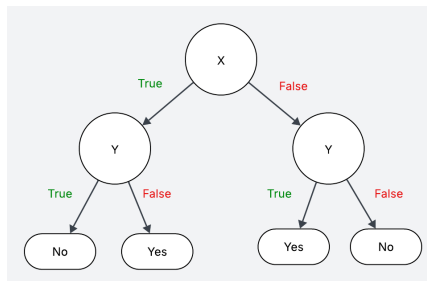 X
True
False
Y
Y
True
False
True
False
No
Yes
Yes
No